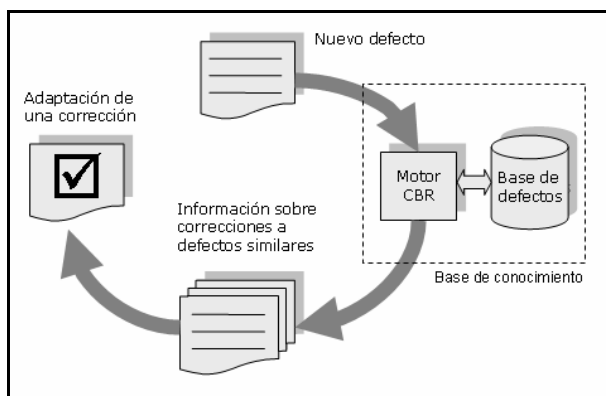 Nuevo defecto
Adaptación de
una corrección
Motor
CBR
Base de
defectos
Información sobre
correcciones a
defectos similares
Base de conocimiento